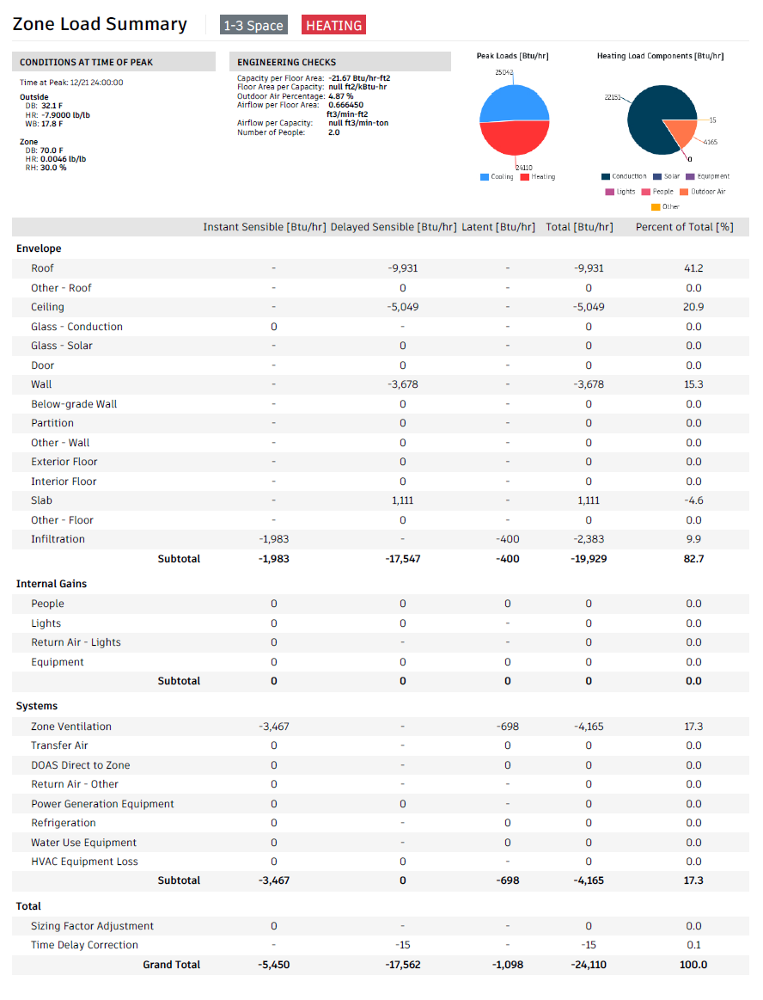 Zone Load Summary 1-3 Space HEATING
CONDITIONS AT TIME OF PEAK
Time at Peak: 12/21 24:00:00
Outside
DB: 32.1 F
HR: -7.9000 lb/lb
WB: 17.8 F
Zone
DB: 70.0 F
HR: 0.0046 lb/lb
RH: 30.0 %
ENGINEERING CHECKS
Capacity per Floor Area: -21.67 Btu/hr-ft2
Floor Area per Capacity: null ft2/kBtu-hr
Outdoor Air Percentage: 4.87 %
Airflow per Floor Area: 0.666450
ft3/min-ft2
Airflow per Capacity: null ft3/min-ton
Number of People: 2.0
Peak Loads [Btu/hr]
25042
24110
Cooling Heating
Heating Load Components [Btu/hr]
22151
15
4165
0
Conduction Solar Equipment
Lights People Outdoor Air
Other
Instant Sensible [Btu/hr] Delayed Sensible [Btu/hr] Latent [Btu/hr] Total [Btu/hr] Percent of Total [%]
Envelope
Roof - -9,931 - -9,931 41.2
Other - Roof - 0 - 0 0.0
Ceiling - -5,049 - -5,049 20.9
Glass - Conduction 0 - - 0 0.0
Glass - Solar - 0 - 0 0.0
Door - 0 - 0 0.0
Wall - -3,678 - -3,678 15.3
Below-grade Wall - 0 - 0 0.0
Partition - 0 - 0 0.0
Other - Wall - 0 - 0 0.0
Exterior Floor - 0 - 0 0.0
Interior Floor - 0 - 0 0.0
Slab - 1,111 - 1,111 -4.6
Other - Floor - 0 - 0 0.0
Infiltration -1,983 - -400 -2,383 9.9
Subtotal -1,983 -17,547 -400 -19,929 82.7
Internal Gains
People 0 0 0 0 0.0
Lights 0 0 - 0 0.0
Return Air - Lights 0 - - 0 0.0
Equipment 0 0 0 0 0.0
Subtotal 0 0 0 0 0.0
Systems
Zone Ventilation -3,467 - -698 -4,165 17.3
Transfer Air 0 - 0 0 0.0
DOAS Direct to Zone 0 - 0 0 0.0
Return Air - Other 0 - - 0 0.0
Power Generation Equipment 0 0 - 0 0.0
Refrigeration 0 - 0 0 0.0
Water Use Equipment 0 - 0 0 0.0
HVAC Equipment Loss 0 0 - 0 0.0
Subtotal -3,467 0 -698 -4,165 17.3
Total
Sizing Factor Adjustment 0 - - 0 0.0
Time Delay Correction - -15 - -15 0.1
Grand Total -5,450 -17,562 -1,098 -24,110 100.0